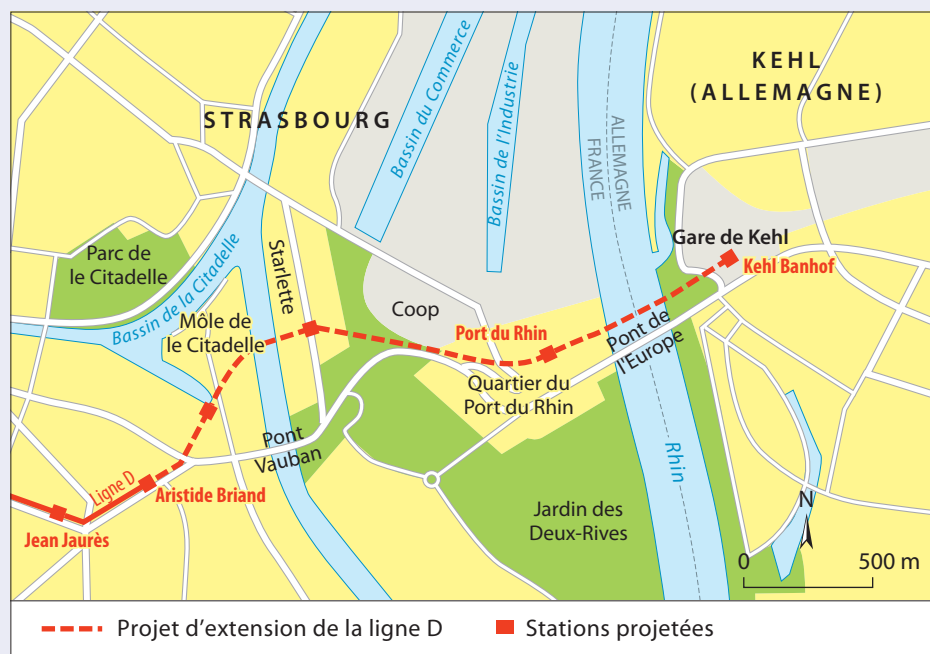 STRASBOURG
Bassin du Commerce
Bassin de l'Industrie
ALLEMAGNE
FRANCE
KEHL
(ALLEMAGNE)
Parc de
le Citadelle
Bassin de la Citadelle
Starlette
Môle de
le Citadelle
Coop
Port du Rhin
Gare de Kehl
Kehl Banhof
Pont de
l'Europe
Quartier du
Port du Rhin
Pont
Vauban
Rhin
Ligne D
Aristide Briand
Jean Jaurès
Jardin des
Deux-Rives
N
0 500 m
Projet d'extension de la ligne D
Stations projetées